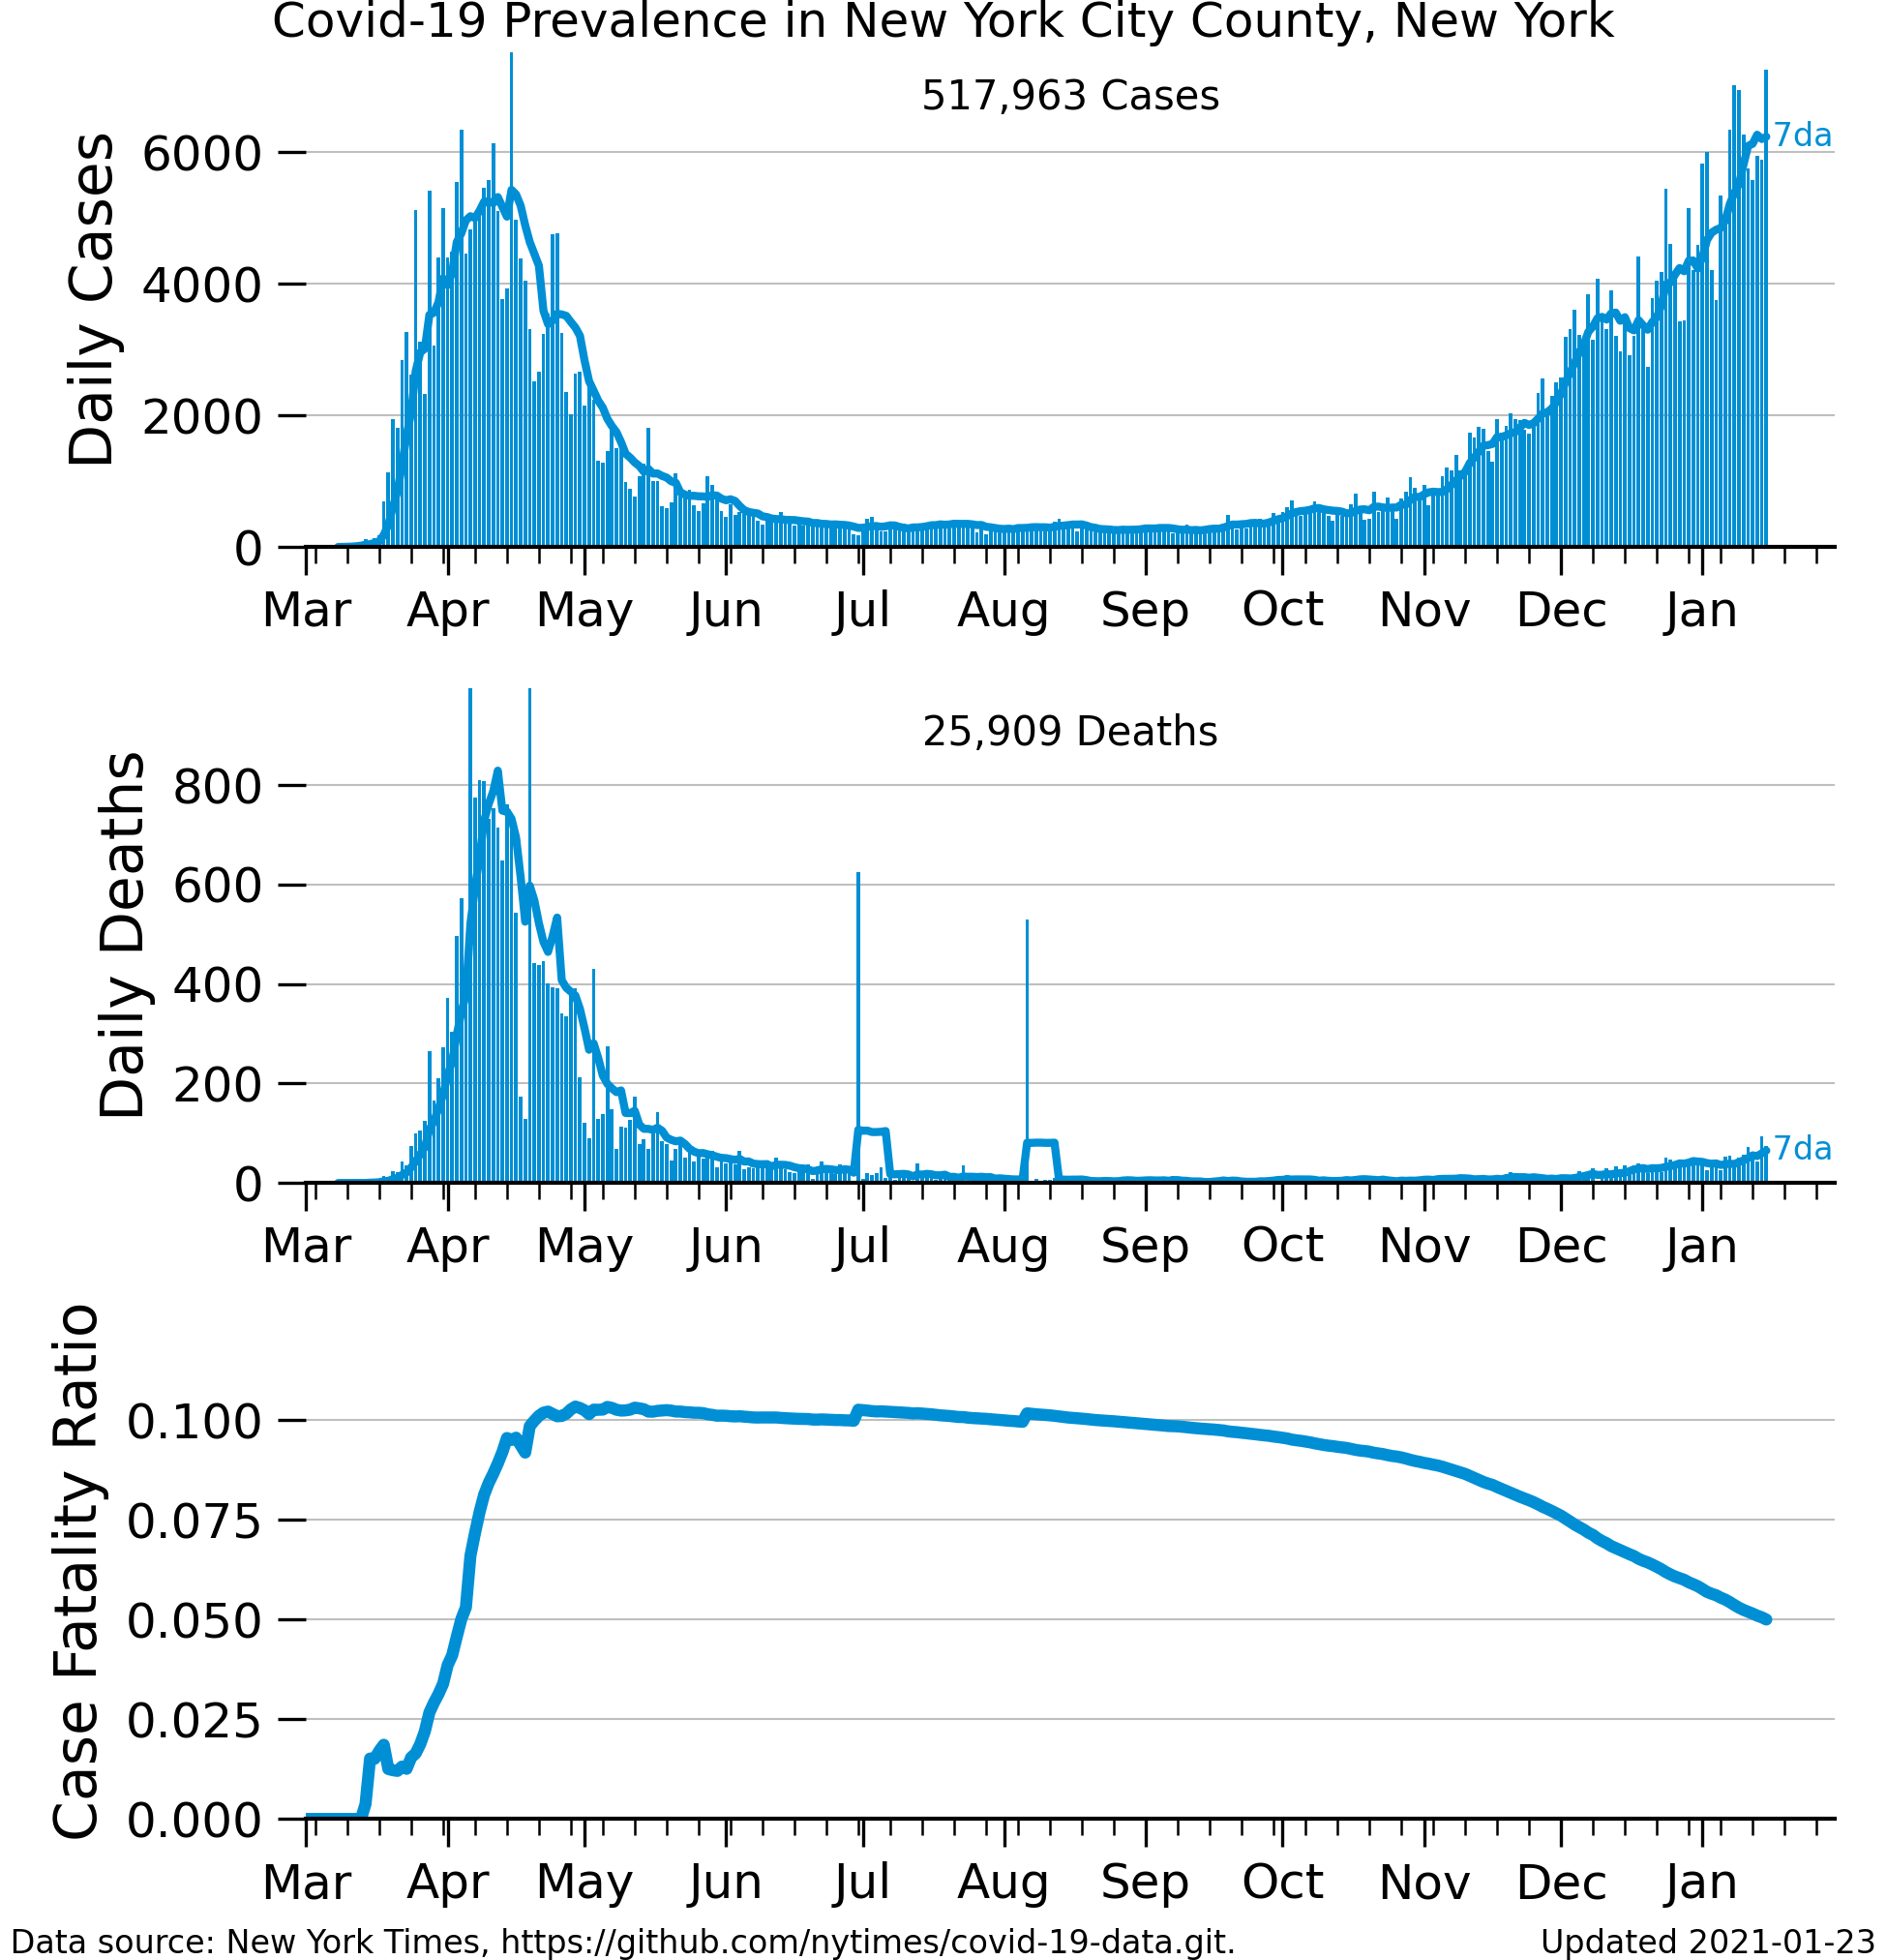 Covid-19 Prevalence in New York City County, New York
517,963 Cases
Daily Cases
6000
4000
2000
0
7da
Mar Apr May Jun Jul Aug Sep Oct Nov Dec Jan
25,909 Deaths
Daily Deaths
800
600
400
200
0
7da
Mar Apr May Jun Jul Aug Sep Oct Nov Dec Jan
Case Fatality Ratio
0.100
0.075
0.050
0.025
0.000
Mar Apr May Jun Jul Aug Sep Oct Nov Dec Jan
Data source: New York Times, https://github.com/nytimes/covid-19-data.git.
Updated 2021-01-23